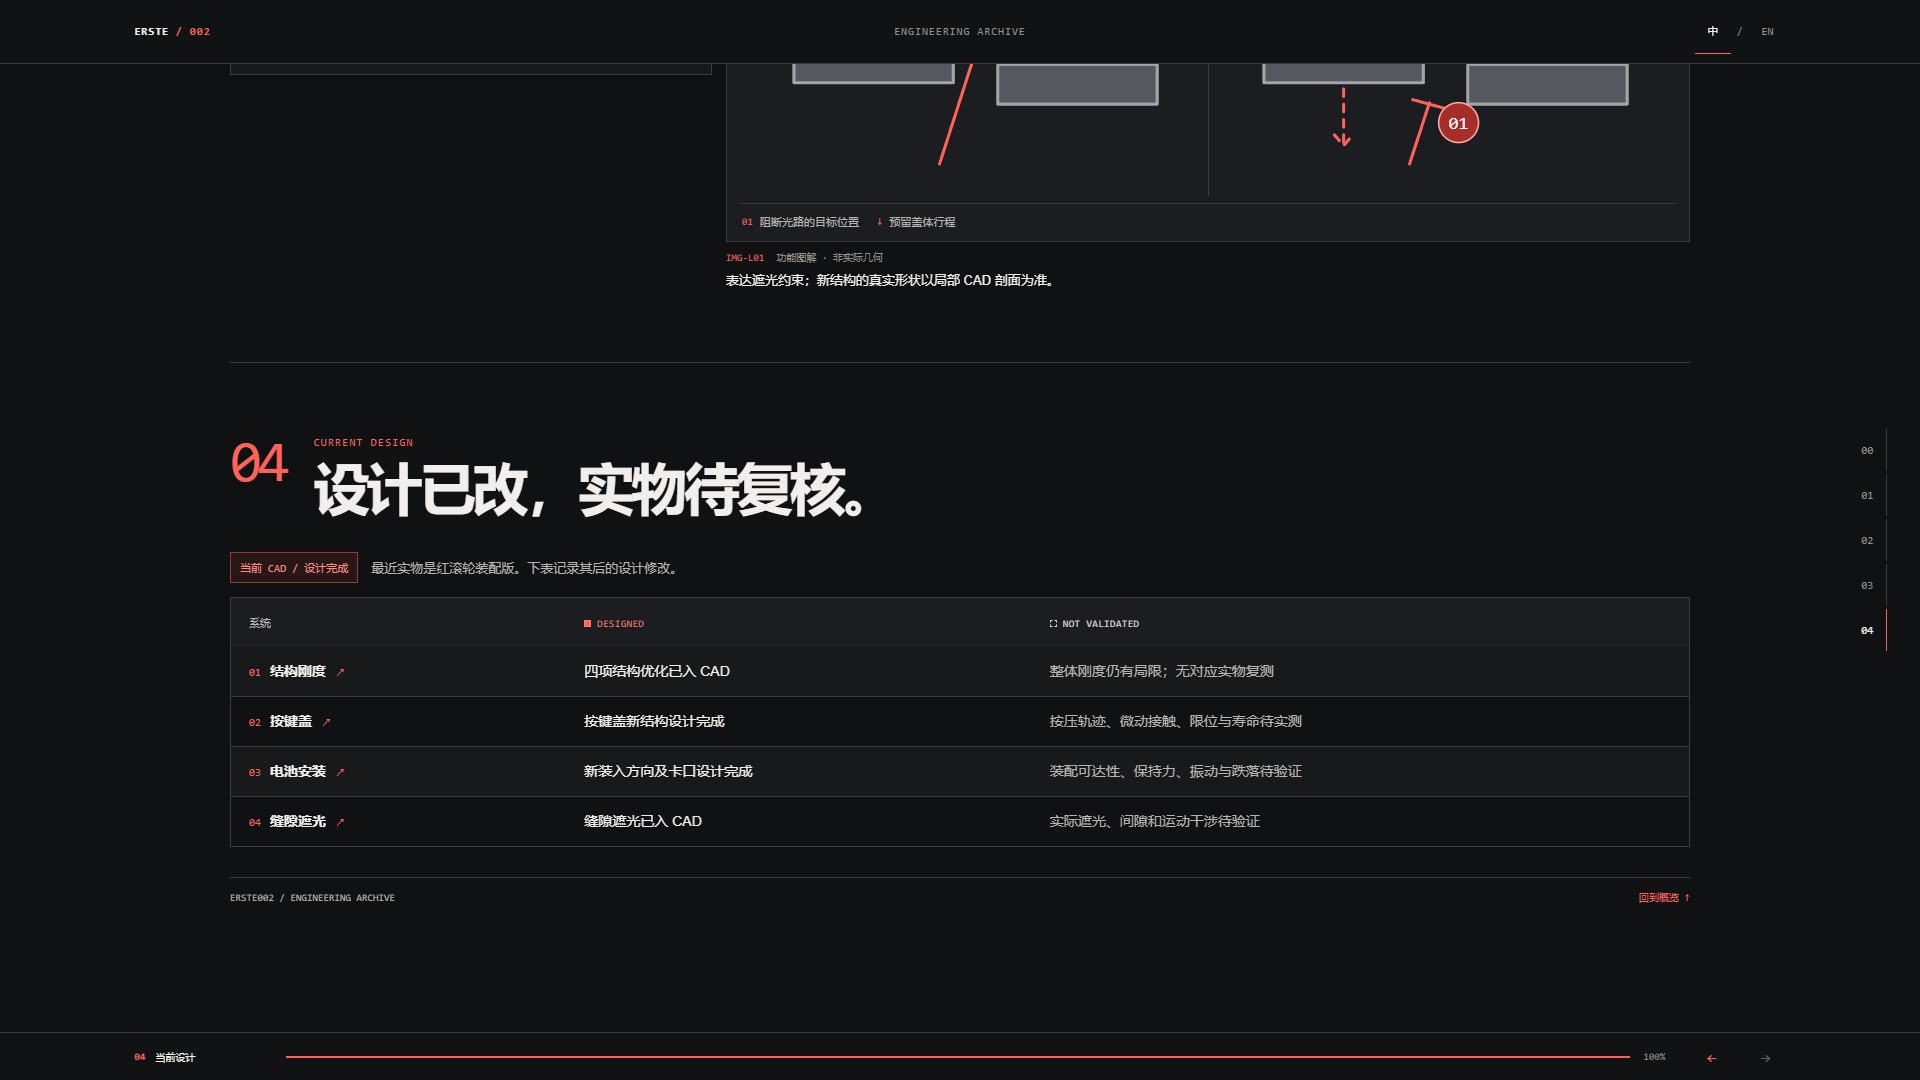 ERSTE / 002
ENGINEERING ARCHIVE
中 / EN
01
01 阻断光路的目标位置 ↓ 预留盖体行程
IMG-L01 功能图解 · 非实际几何
表达遮光约束；新结构的真实形状以局部 CAD 剖面为准。
04
CURRENT DESIGN
设计已改，实物待复核。
当前 CAD / 设计完成 最近实物是红滚轮装配版。下表记录其后的设计修改。
系统 DESIGNED NOT VALIDATED
01 结构刚度 ↗ 四项结构优化已入 CAD 整体刚度仍有局限；无对应实物复测
02 按键盖 ↗ 按键盖新结构设计完成 按压轨迹、微动接触、限位与寿命待实测
03 电池安装 ↗ 新装入方向及卡口设计完成 装配可达性、保持力、振动与跌落待验证
04 缝隙遮光 ↗ 缝隙遮光已入 CAD 实际遮光、间隙和运动干涉待验证
ERSTE002 / ENGINEERING ARCHIVE 回到概览 ↑
00
01
02
03
04
04 当前设计 100% ← →